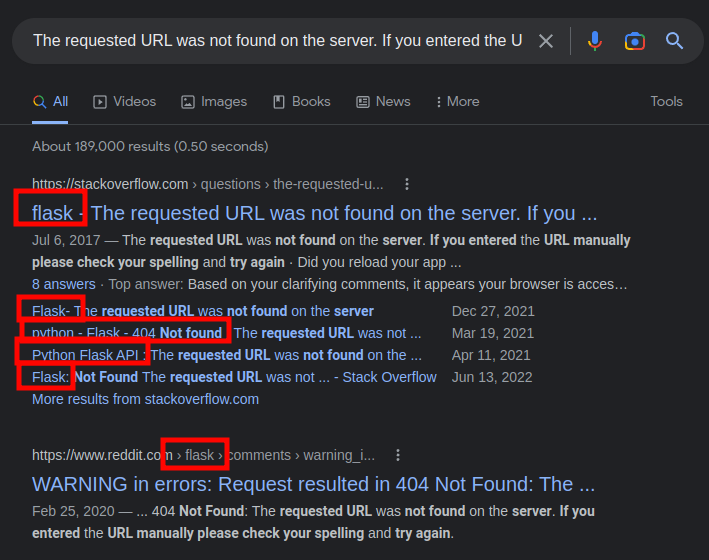 The requested URL was not found on the server. If you entered the U
All Videos Images Books News More Tools
About 189,000 results (0.50 seconds)
https://stackoverflow.com › questions › the-requested-u...
flask - The requested URL was not found on the server. If you ...
Jul 6, 2017 — The requested URL was not found on the server. If you entered the URL manually
please check your spelling and try again · Did you reload your app ...
8 answers · Top answer: Based on your clarifying comments, it appears your browser is acces…
Flask- The requested URL was not found on the server Dec 27, 2021
python - Flask - 404 Not found The requested URL was not ... Mar 19, 2021
Python Flask API : The requested URL was not found on the ... Apr 11, 2021
Flask: Not Found The requested URL was not ... - Stack Overflow Jun 13, 2022
More results from stackoverflow.com
https://www.reddit.com › flask › comments › warning_i...
WARNING in errors: Request resulted in 404 Not Found: The ...
Feb 25, 2020 — ... 404 Not Found: The requested URL was not found on the server. If you
entered the URL manually please check your spelling and try again.